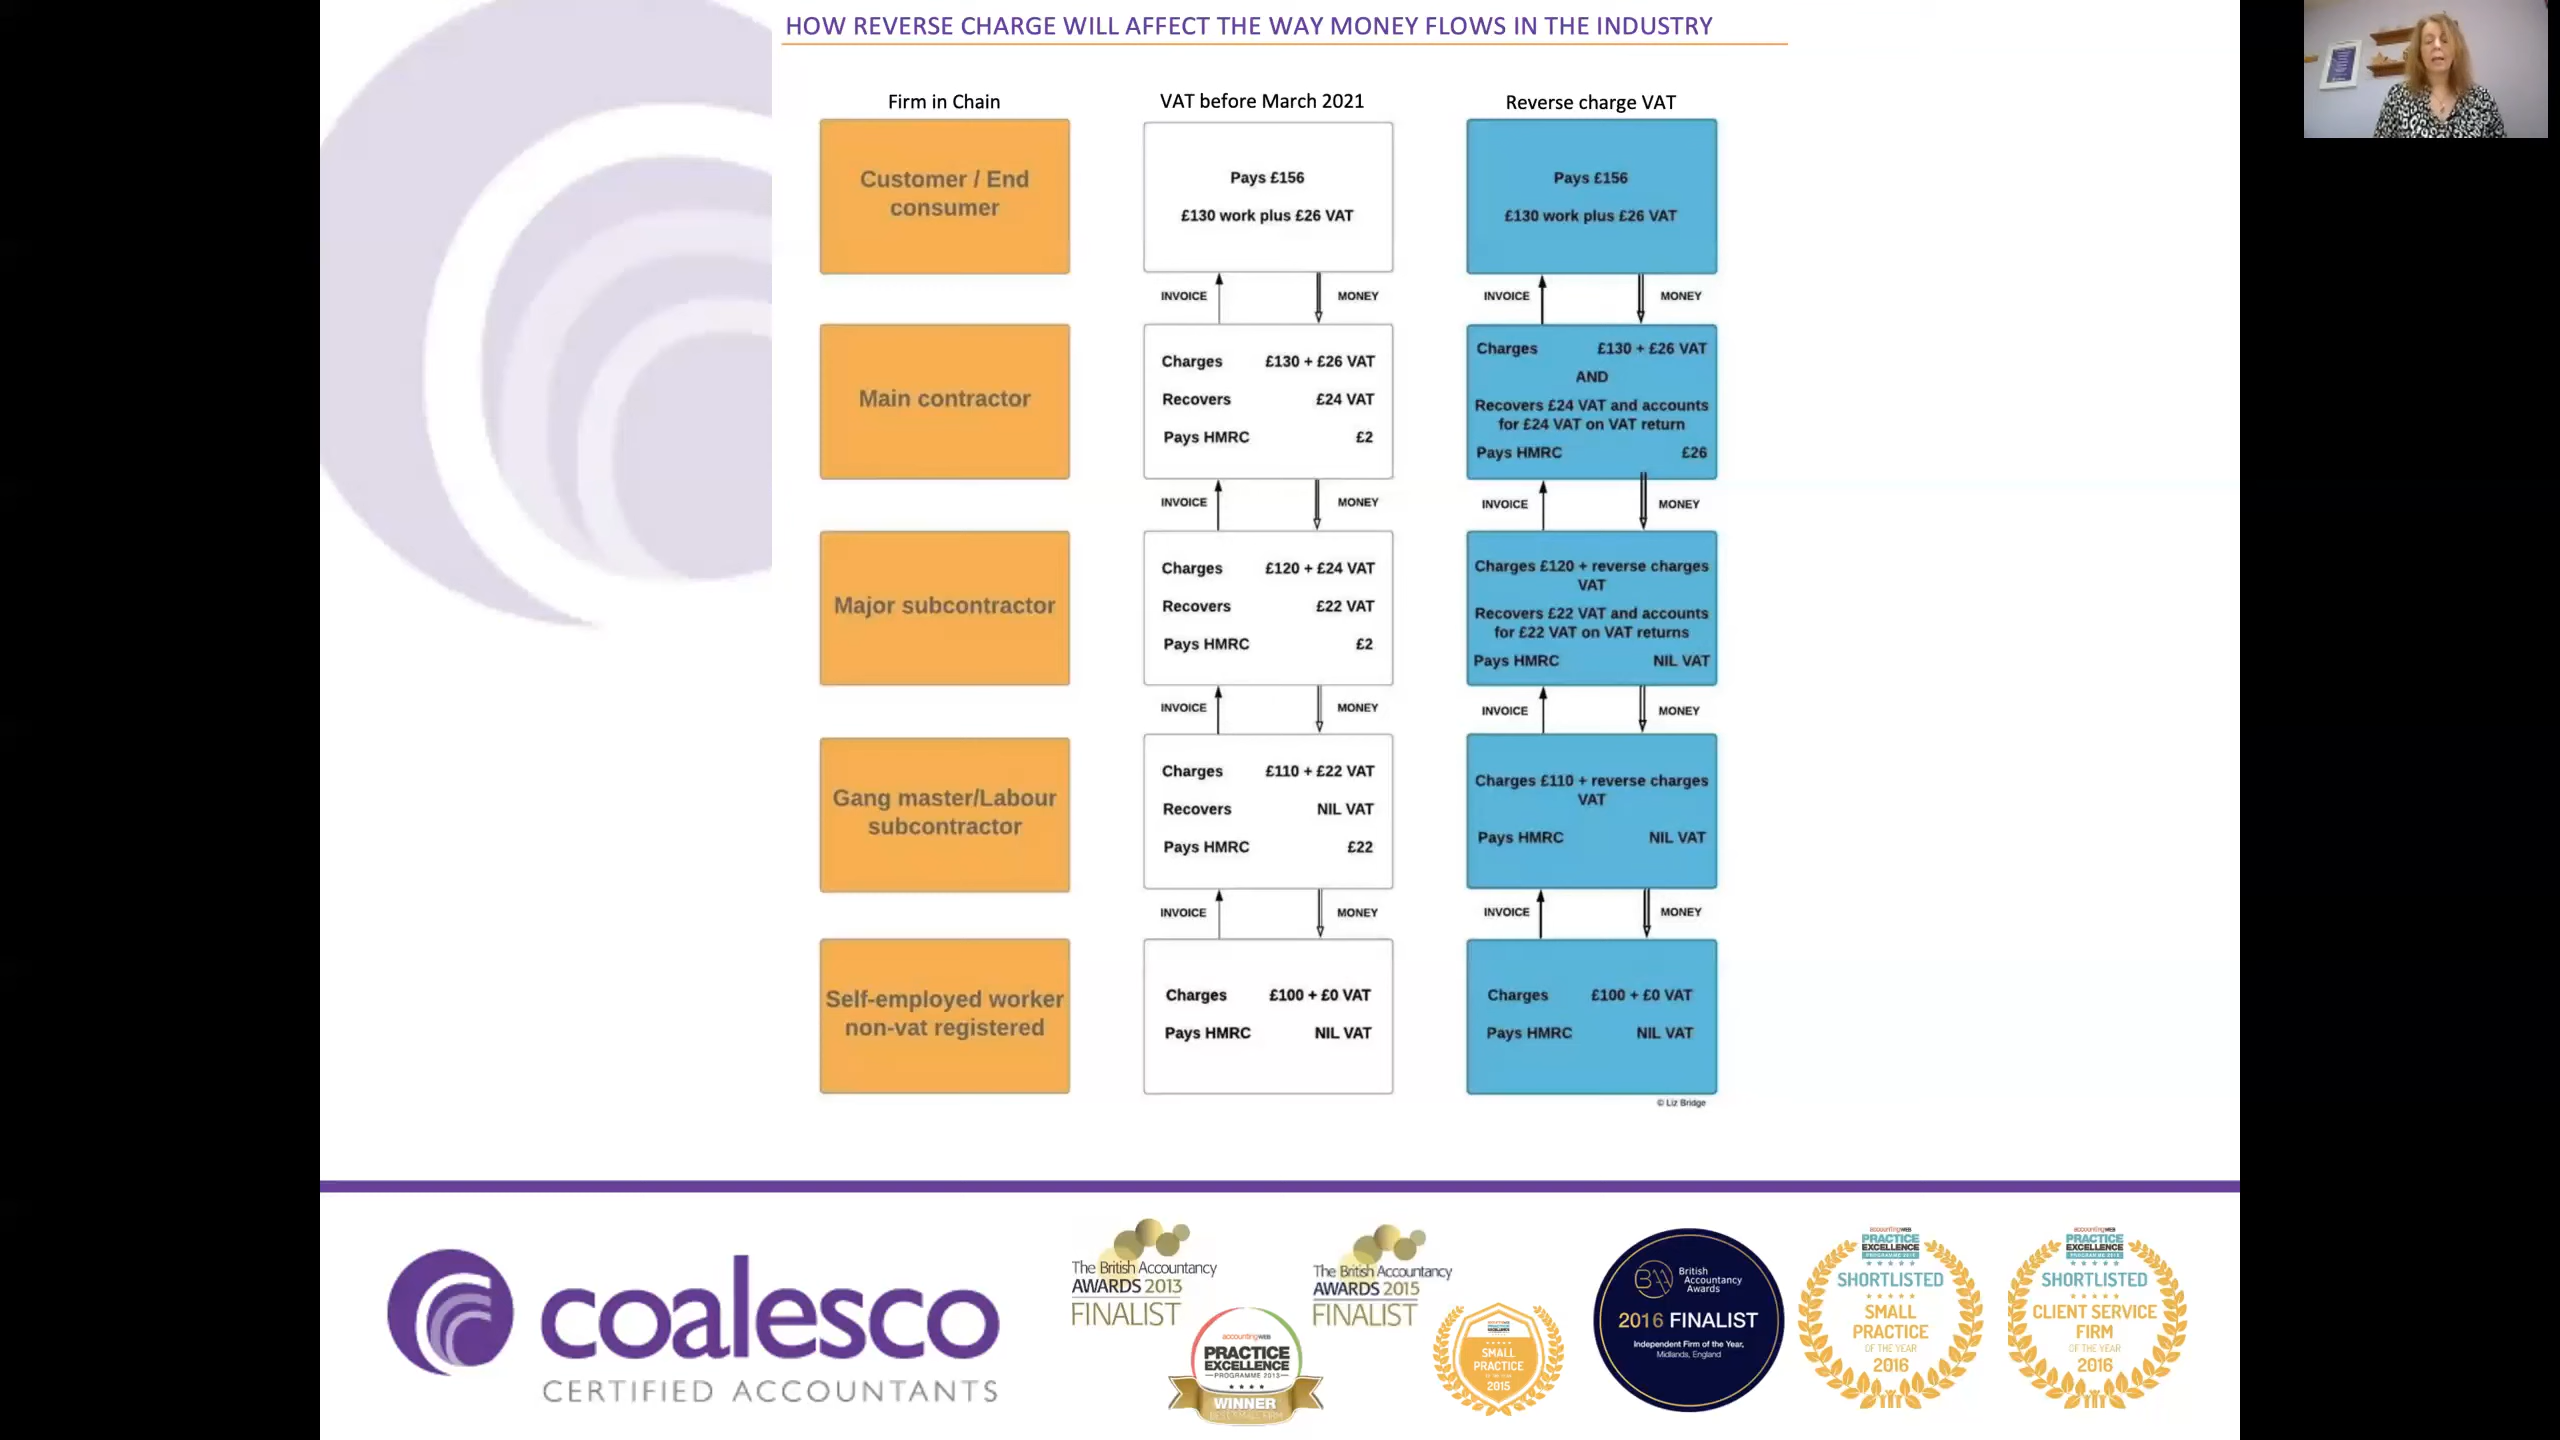 HOW REVERSE CHARGE WILL AFFECT THE WAY MONEY FLOWS IN THE INDUSTRY
Firm in Chain
VAT before March 2021
Reverse charge VAT
Customer / End
consumer
Pays £156
£130 work plus £26 VAT
Pays £156
£130 work plus £26 VAT
INVOICE
MONEY
INVOICE
MONEY
Main contractor
Charges £130 + £26 VAT
Recovers £24 VAT
Pays HMRC £2
Charges £130 + £26 VAT
AND
Recovers £24 VAT and accounts
for £24 VAT on VAT return
Pays HMRC £26
INVOICE
MONEY
INVOICE
MONEY
Major subcontractor
Charges £120 + £24 VAT
Recovers £22 VAT
Pays HMRC £2
Charges £120 + reverse charges
VAT
Recovers £22 VAT and accounts
for £22 VAT on VAT returns
Pays HMRC NIL VAT
INVOICE
MONEY
INVOICE
MONEY
Gang master/Labour
subcontractor
Charges £110 + £22 VAT
Recovers NIL VAT
Pays HMRC £22
Charges £110 + reverse charges
VAT
Pays HMRC NIL VAT
INVOICE
MONEY
INVOICE
MONEY
Self-employed worker
non-vat registered
Charges £100 + £0 VAT
Pays HMRC NIL VAT
Charges £100 + £0 VAT
Pays HMRC NIL VAT
© Liz Bridge
coalesco
CERTIFIED ACCOUNTANTS
The British Accountancy
AWARDS 2013
FINALIST
accountingWEB
PRACTICE
EXCELLENCE
PROGRAMME 2013
WINNER
The British Accountancy
AWARDS 2015
FINALIST
SMALL
PRACTICE
OF THE YEAR
2015
British
Accountancy
Awards
2016 FINALIST
Independent Firm of the Year,
Midlands, England
accountingWEB
PRACTICE
EXCELLENCE
SHORTLISTED
SMALL
PRACTICE
OF THE YEAR
2016
accountingWEB
PRACTICE
EXCELLENCE
SHORTLISTED
CLIENT SERVICE
FIRM
OF THE YEAR
2016